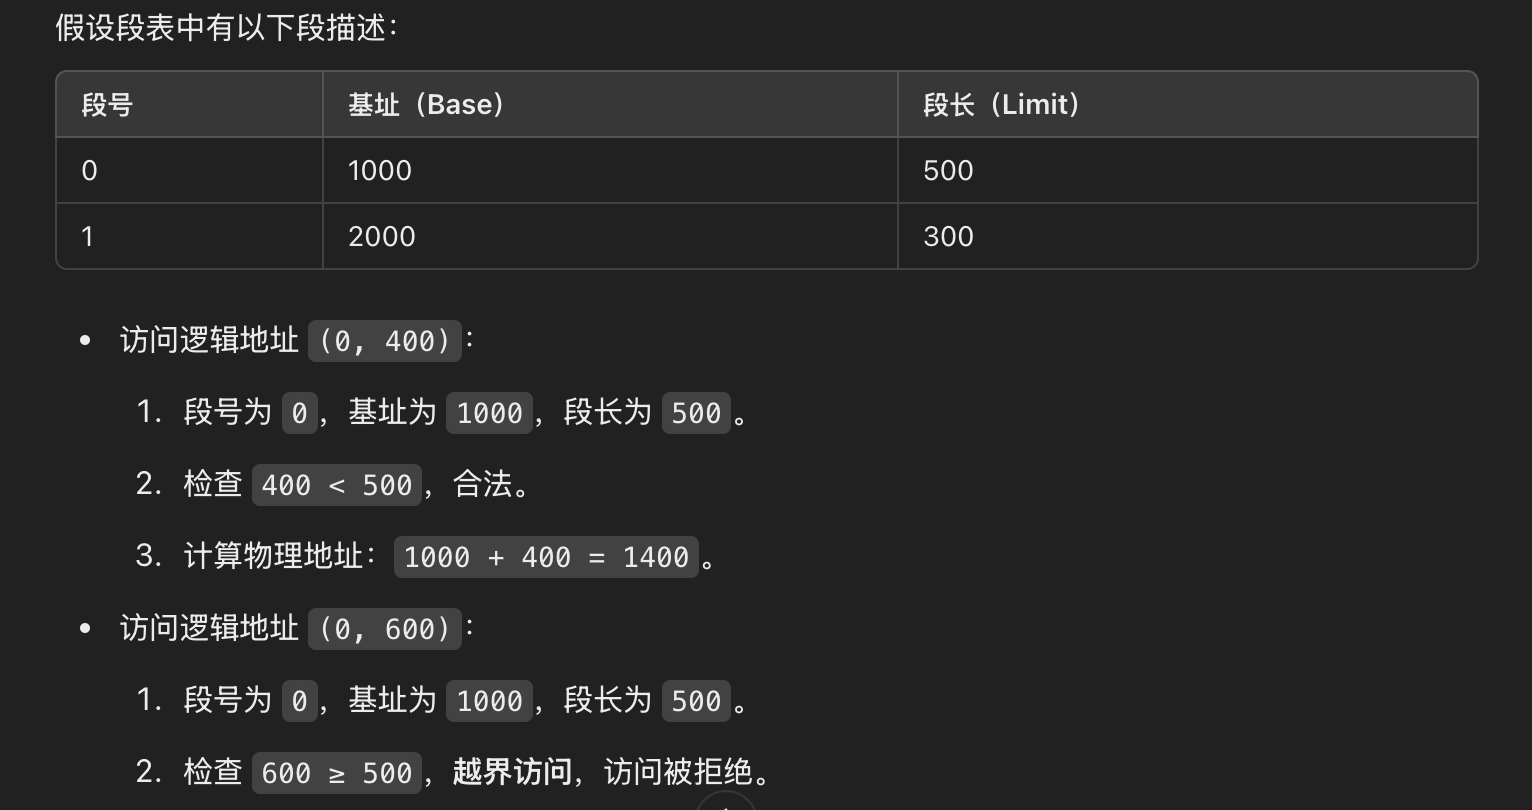 假设段表中有以下段描述：
段号 基址（Base） 段长（Limit）
0 1000 500
1 2000 300
• 访问逻辑地址 (0, 400)：
1. 段号为 0，基址为 1000，段长为 500。
2. 检查 400 < 500，合法。
3. 计算物理地址： 1000 + 400 = 1400。
• 访问逻辑地址 (0, 600)：
1. 段号为 0，基址为 1000，段长为 500。
2. 检查 600 ≥ 500，越界访问，访问被拒绝。